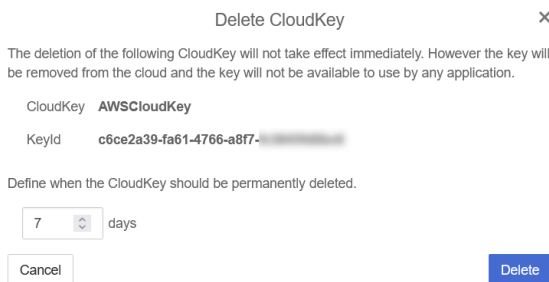 Delete CloudKey
The deletion of the following CloudKey will not take effect immediately. However the key will
be removed from the cloud and the key will not be available to use by any application.
CloudKey AWSCloudKey
KeyId c6ce2a39-fa61-4766-a8f7-
Define when the CloudKey should be permanently deleted.
7 days
Cancel Delete